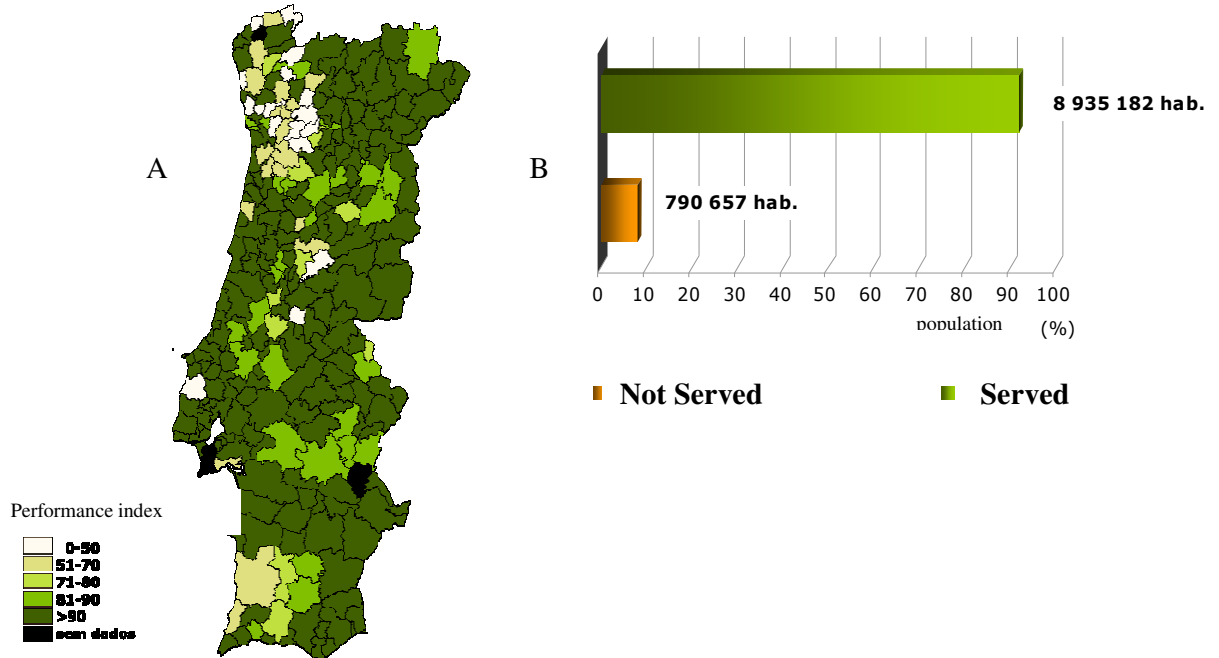 A
B
8 935 182 hab.
790 657 hab.
0 10 20 30 40 50 60 70 80 90 100
population (%)
Not Served
Served
Performance index
0-50
51-70
71-80
81-90
>90
sem dados